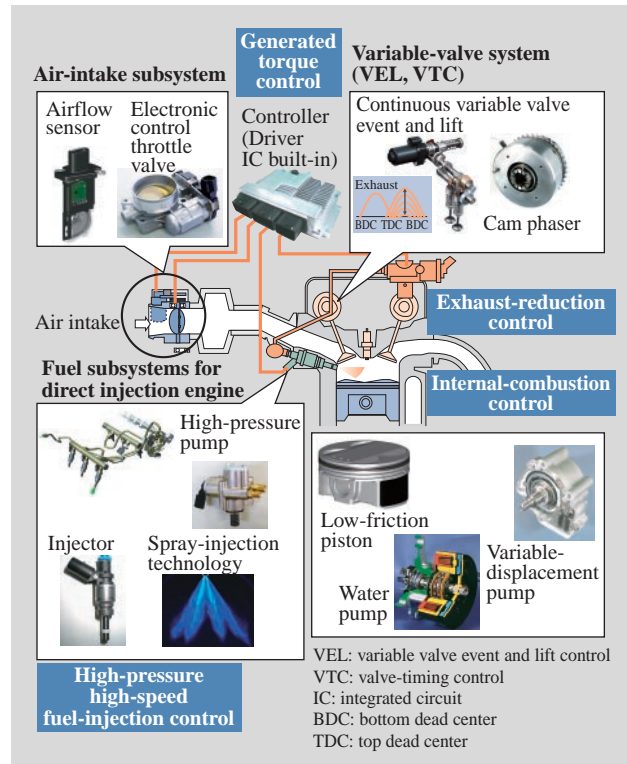 Generated
torque
control
Air-intake subsystem
Variable-valve system
(VEL, VTC)
Airflow
sensor
Electronic
control
throttle
valve
Controller
(Driver
IC built-in)
Continuous variable valve
event and lift
Exhaust
BDC TDC BDC
Cam phaser
Air intake
Exhaust-reduction
control
Fuel subsystems for
direct injection engine
Internal-combustion
control
High-pressure
pump
Injector
Spray-injection
technology
Low-friction
piston
Water
pump
Variable-
displacement
pump
High-pressure
high-speed
fuel-injection control
VEL: variable valve event and lift control
VTC: valve-timing control
IC: integrated circuit
BDC: bottom dead center
TDC: top dead center